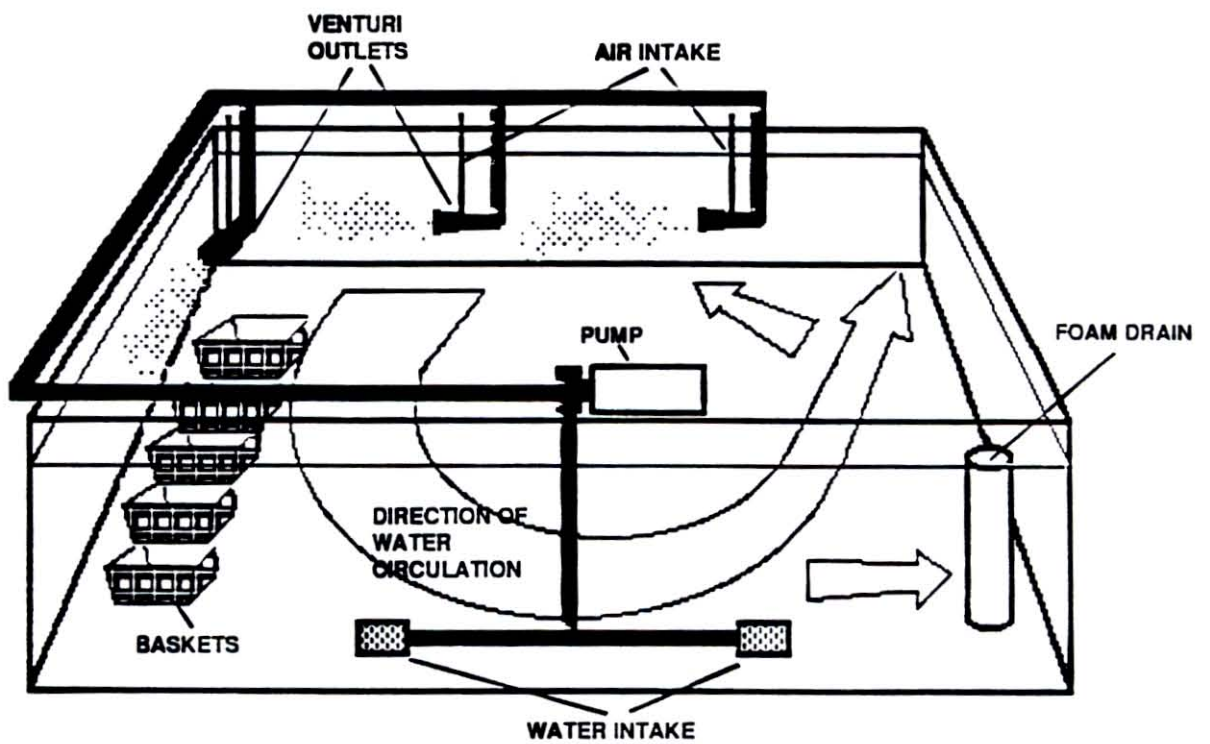 VENTURI
OUTLETS
AIR INTAKE
PUMP
FOAM DRAIN
DIRECTION OF
WATER
CIRCULATION
BASKETS
WATER INTAKE